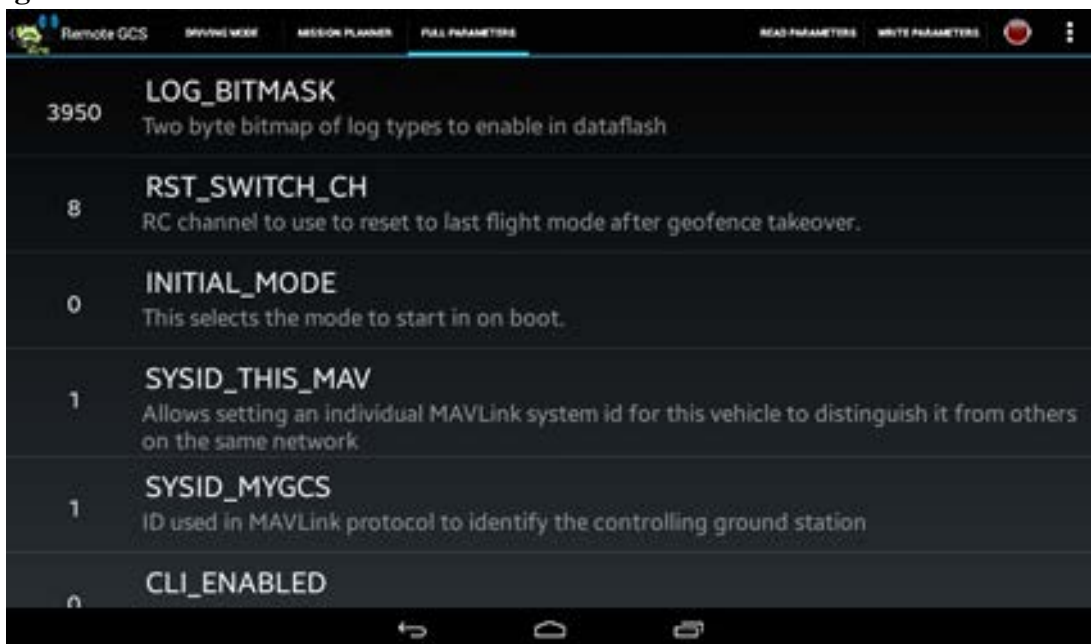 g
Remote GCS DRIVING MODE MISSION PLANNER FULL PARAMETERS READ PARAMETERS WRITE PARAMETERS
3950 LOG_BITMASK
Two byte bitmap of log types to enable in dataflash
8 RST_SWITCH_CH
RC channel to use to reset to last flight mode after geofence takeover.
0 INITIAL_MODE
This selects the mode to start in on boot.
1 SYSID_THIS_MAV
Allows setting an individual MAVLink system id for this vehicle to distinguish it from others
on the same network
1 SYSID_MYGCS
ID used in MAVLink protocol to identify the controlling ground station
0 CLI_ENABLED